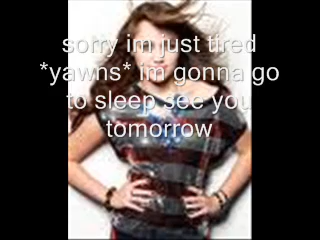 sorry im just tired
*yawns* im gonna go
to sleep see you
tomorrow